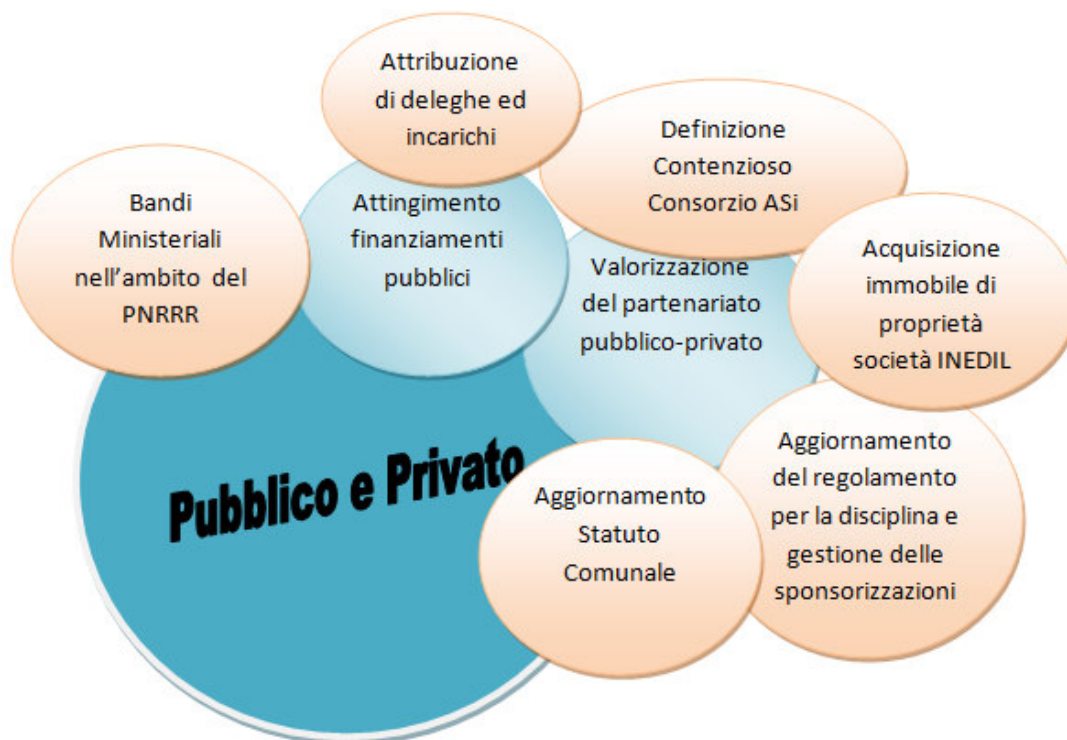 Attribuzione
di deleghe ed
incarichi
Definizione
Contenzioso
Consorzio ASi
Bandi
Ministeriali
nell'ambito del
PNRRR
Attingimento
finanziamenti
pubblici
Valorizzazione
del partenariato
pubblico-privato
Acquisizione
immobile di
proprietà
società INEDIL
Pubblico e Privato
Aggiornamento
Statuto
Comunale
Aggiornamento
del regolamento
per la disciplina e
gestione delle
sponsorizzazioni